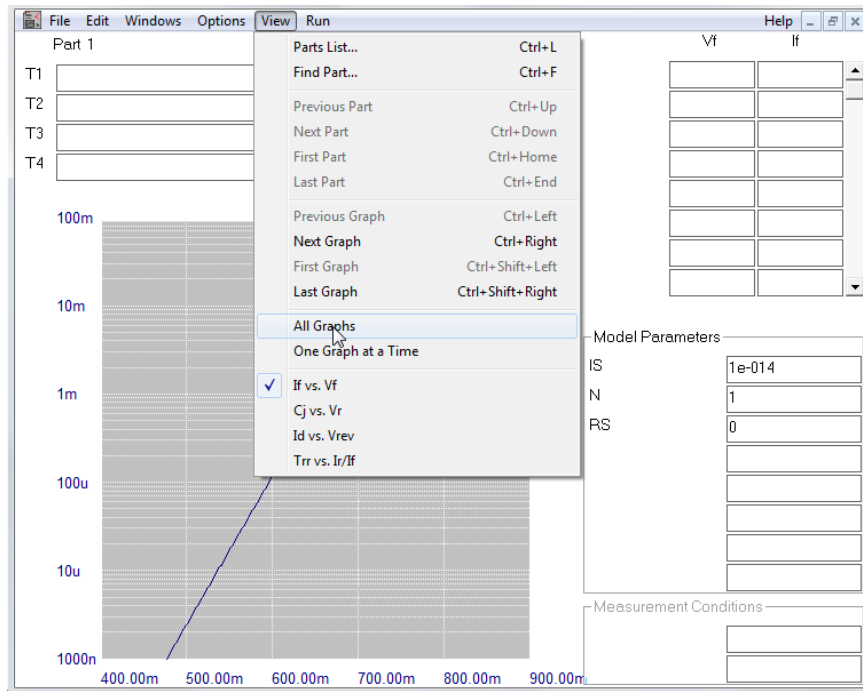 File Edit Windows Options View Run Help
Part 1
Vf If
T1
T2
T3
T4
Parts List... Ctrl+L
Find Part... Ctrl+F
Previous Part Ctrl+Up
Next Part Ctrl+Down
First Part Ctrl+Home
Last Part Ctrl+End
Previous Graph Ctrl+Left
Next Graph Ctrl+Right
First Graph Ctrl+Shift+Left
Last Graph Ctrl+Shift+Right
All Graphs
One Graph at a Time
If vs. Vf
Cj vs. Vr
Id vs. Vrev
Trr vs. Ir/If
100m
10m
1m
100u
10u
1000n
400.00m 500.00m 600.00m 700.00m 800.00m 900.00m
Model Parameters
IS 1e-014
N 1
RS 0
Measurement Conditions